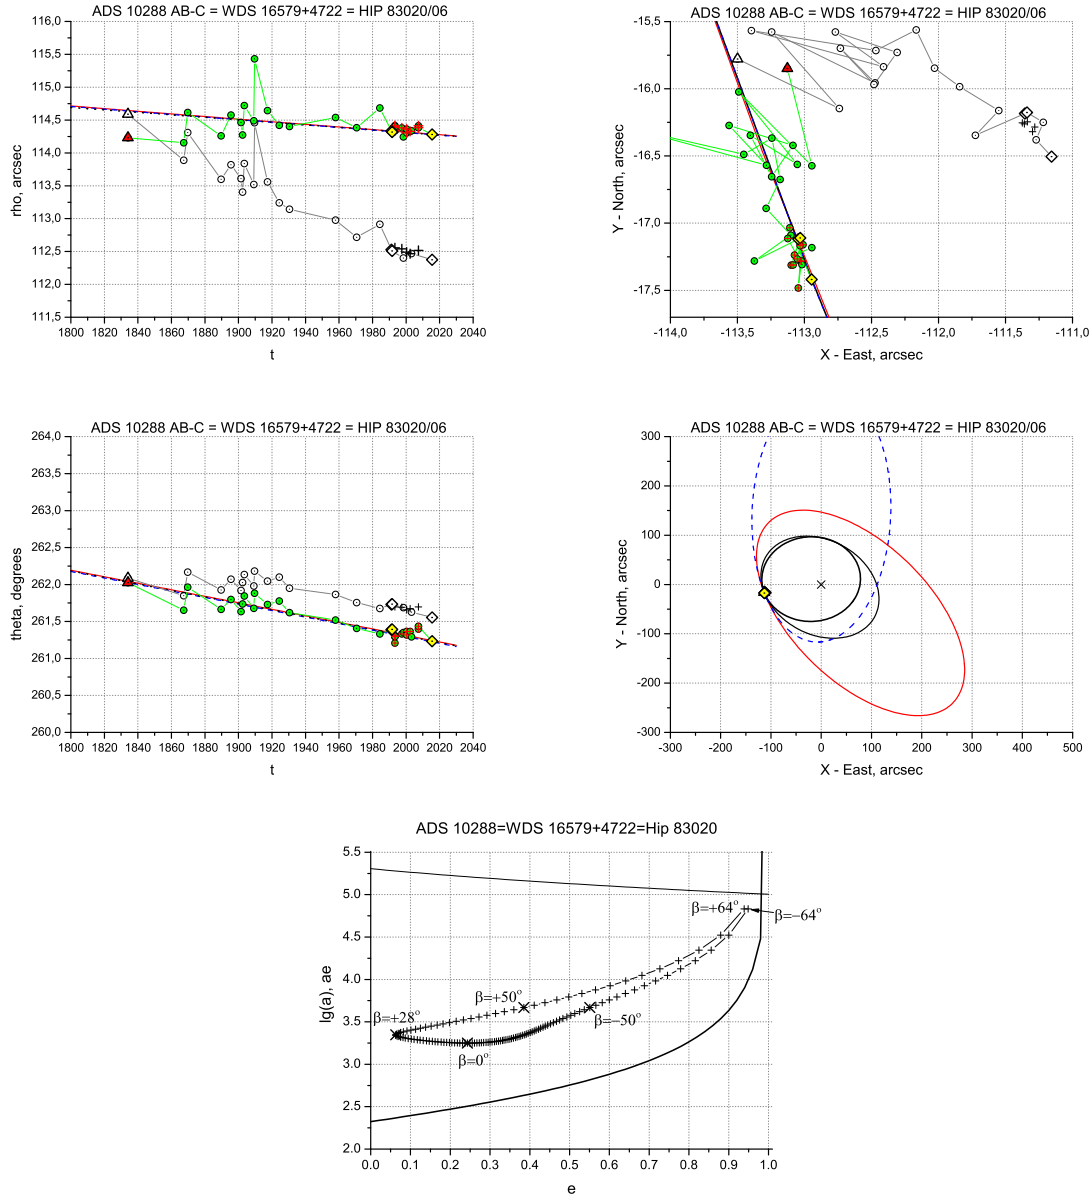 ADS 10288 AB-C = WDS 16579+4722 = HIP 83020/06
116,0
115,5
115,0
114,5
114,0
113,5
113,0
112,5
112,0
111,5
rho, arcsec
1800 1820 1840 1860 1880 1900 1920 1940 1960 1980 2000 2020 2040
t
ADS 10288 AB-C = WDS 16579+4722 = HIP 83020/06
-15,5
-16,0
-16,5
-17,0
-17,5
Y - North, arcsec
-114,0 -113,5 -113,0 -112,5 -112,0 -111,5 -111,0
X - East, arcsec
ADS 10288 AB-C = WDS 16579+4722 = HIP 83020/06
264,0
263,5
263,0
262,5
262,0
261,5
261,0
260,5
260,0
theta, degrees
1800 1820 1840 1860 1880 1900 1920 1940 1960 1980 2000 2020 2040
t
ADS 10288 AB-C = WDS 16579+4722 = HIP 83020/06
300
200
100
0
-100
-200
-300
Y - North, arcsec
-300 -200 -100 0 100 200 300 400 500
X - East, arcsec
ADS 10288=WDS 16579+4722=Hip 83020
5.5
5.0
4.5
4.0
3.5
3.0
2.5
2.0
lg(a), ae
β=+64°
β=−64°
β=+50°
β=+28°
β=−50°
β=0°
0.0 0.1 0.2 0.3 0.4 0.5 0.6 0.7 0.8 0.9 1.0
e